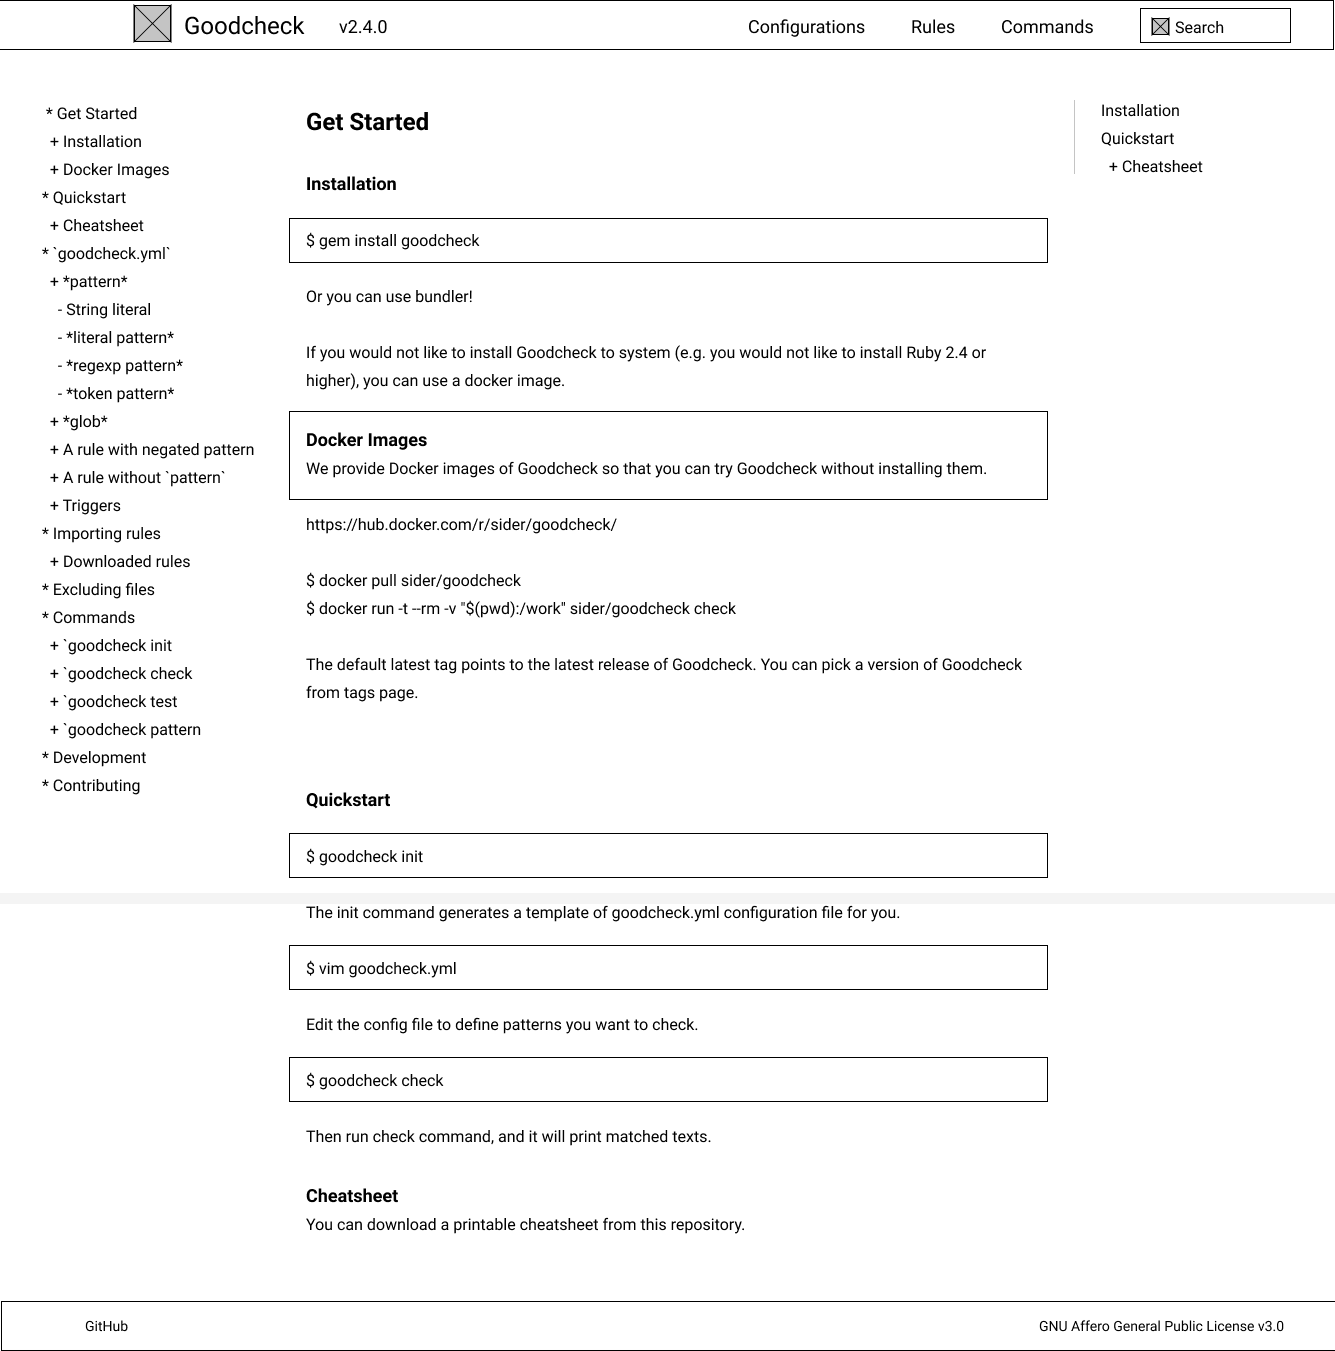 Goodcheck v2.4.0 Configurations Rules Commands Search
* Get Started
+ Installation
+ Docker Images
* Quickstart
+ Cheatsheet
* `goodcheck.yml`
+ *pattern*
- String literal
- *literal pattern*
- *regexp pattern*
- *token pattern*
+ *glob*
+ A rule with negated pattern
+ A rule without `pattern`
+ Triggers
* Importing rules
+ Downloaded rules
* Excluding files
* Commands
+ `goodcheck init
+ `goodcheck check
+ `goodcheck test
+ `goodcheck pattern
* Development
* Contributing
Get Started
Installation
$ gem install goodcheck
Or you can use bundler!
If you would not like to install Goodcheck to system (e.g. you would not like to install Ruby 2.4 or
higher), you can use a docker image.
Docker Images
We provide Docker images of Goodcheck so that you can try Goodcheck without installing them.
https://hub.docker.com/r/sider/goodcheck/
$ docker pull sider/goodcheck
$ docker run -t --rm -v "$(pwd):/work" sider/goodcheck check
The default latest tag points to the latest release of Goodcheck. You can pick a version of Goodcheck
from tags page.
Quickstart
$ goodcheck init
The init command generates a template of goodcheck.yml configuration file for you.
$ vim goodcheck.yml
Edit the config file to define patterns you want to check.
$ goodcheck check
Then run check command, and it will print matched texts.
Cheatsheet
You can download a printable cheatsheet from this repository.
Installation
Quickstart
+ Cheatsheet
GitHub
GNU Affero General Public License v3.0